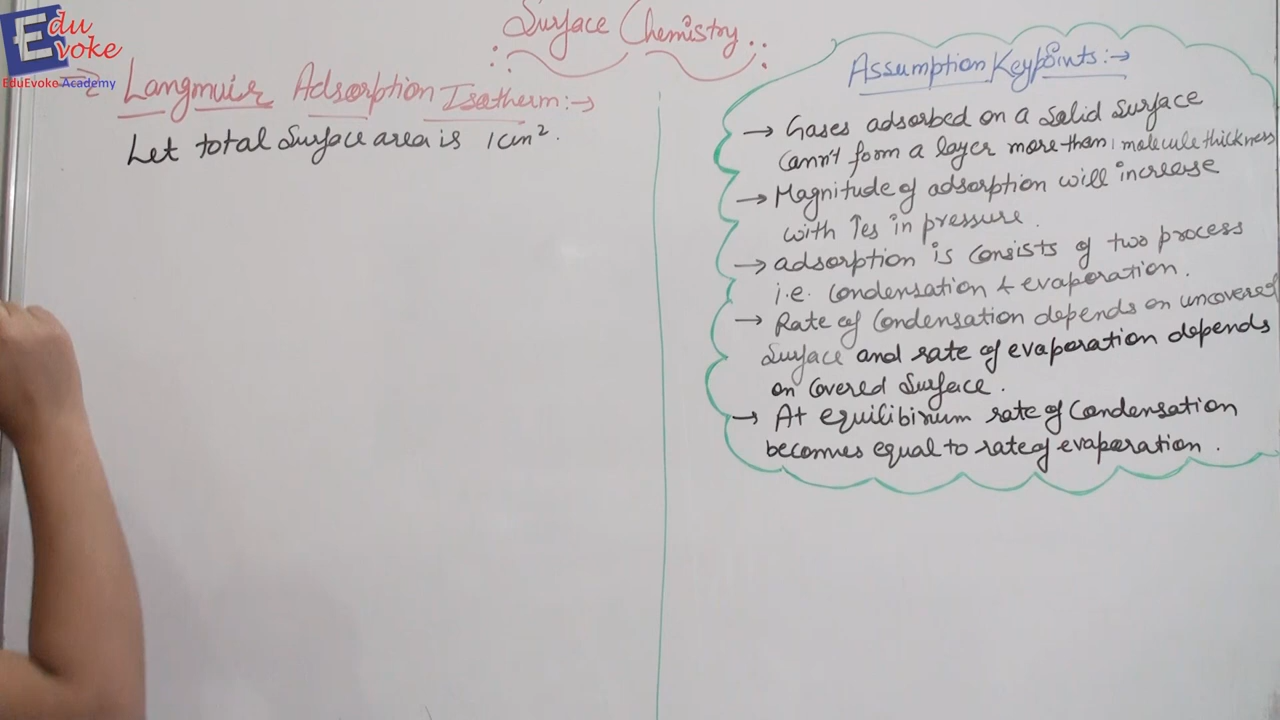 Edu
Evoke
EduEvoke Academy
Surface Chemistry
⇒ Langmuir Adsorption Isotherm:→
Let total Surface area is 1cm².
Assumption Keypoints:→
→ Gases adsorbed on a Solid Surface
Cann't form a layer more than 1 molecule thickness
→ Magnitude of adsorption will increase
with ↑es in pressure.
→ adsorption is Consists of two process
i.e. Condensation & evaporation.
→ Rate of Condensation depends on uncovered
Surface and rate of evaporation depends
on Covered Surface.
→ At equilibirum rate of Condensation
becomes equal to rate of evaporation.